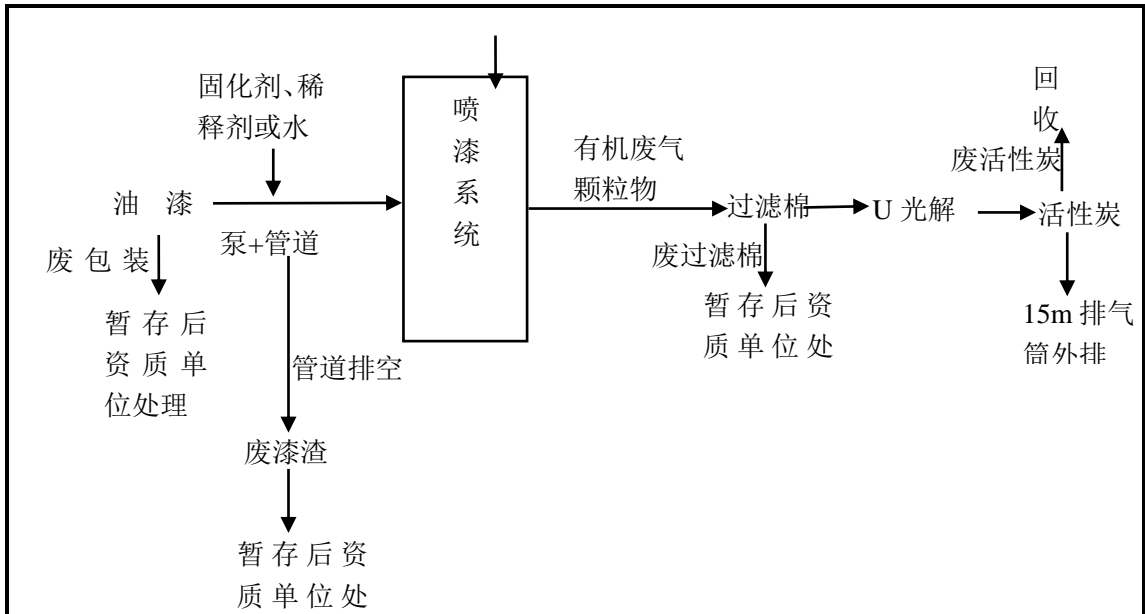 固化剂、稀
释剂或水
油 漆
泵+管道
废 包 装
暂 存 后
资 质 单
位处理
管道排空
废漆渣
暂 存 后 资
质 单 位 处
喷
漆
系
统
有机废气
颗粒物
过滤棉
废过滤棉
暂 存 后 资
质 单 位 处
U 光解
活性炭
废活性炭
回
收
15m 排气
筒外排